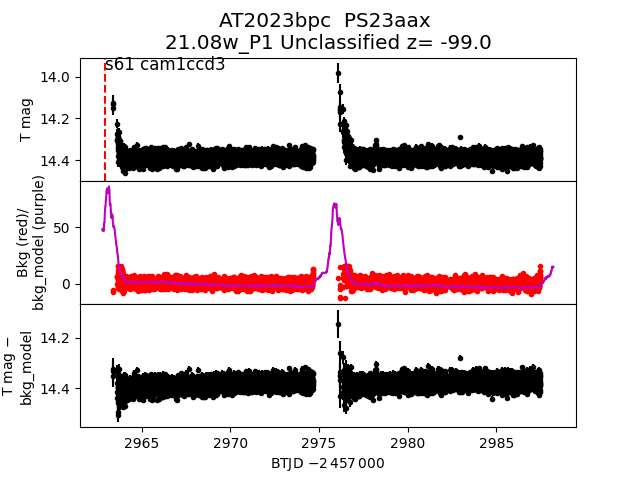 AT2023bpc PS23aax
21.08w_P1 Unclassified z= -99.0
s61 cam1ccd3
T mag
14.0
14.2
14.4
Bkg (red)/
bkg_model (purple)
50
0
T mag −
bkg_model
14.2
14.4
2965 2970 2975 2980 2985
BTJD −2 457 000